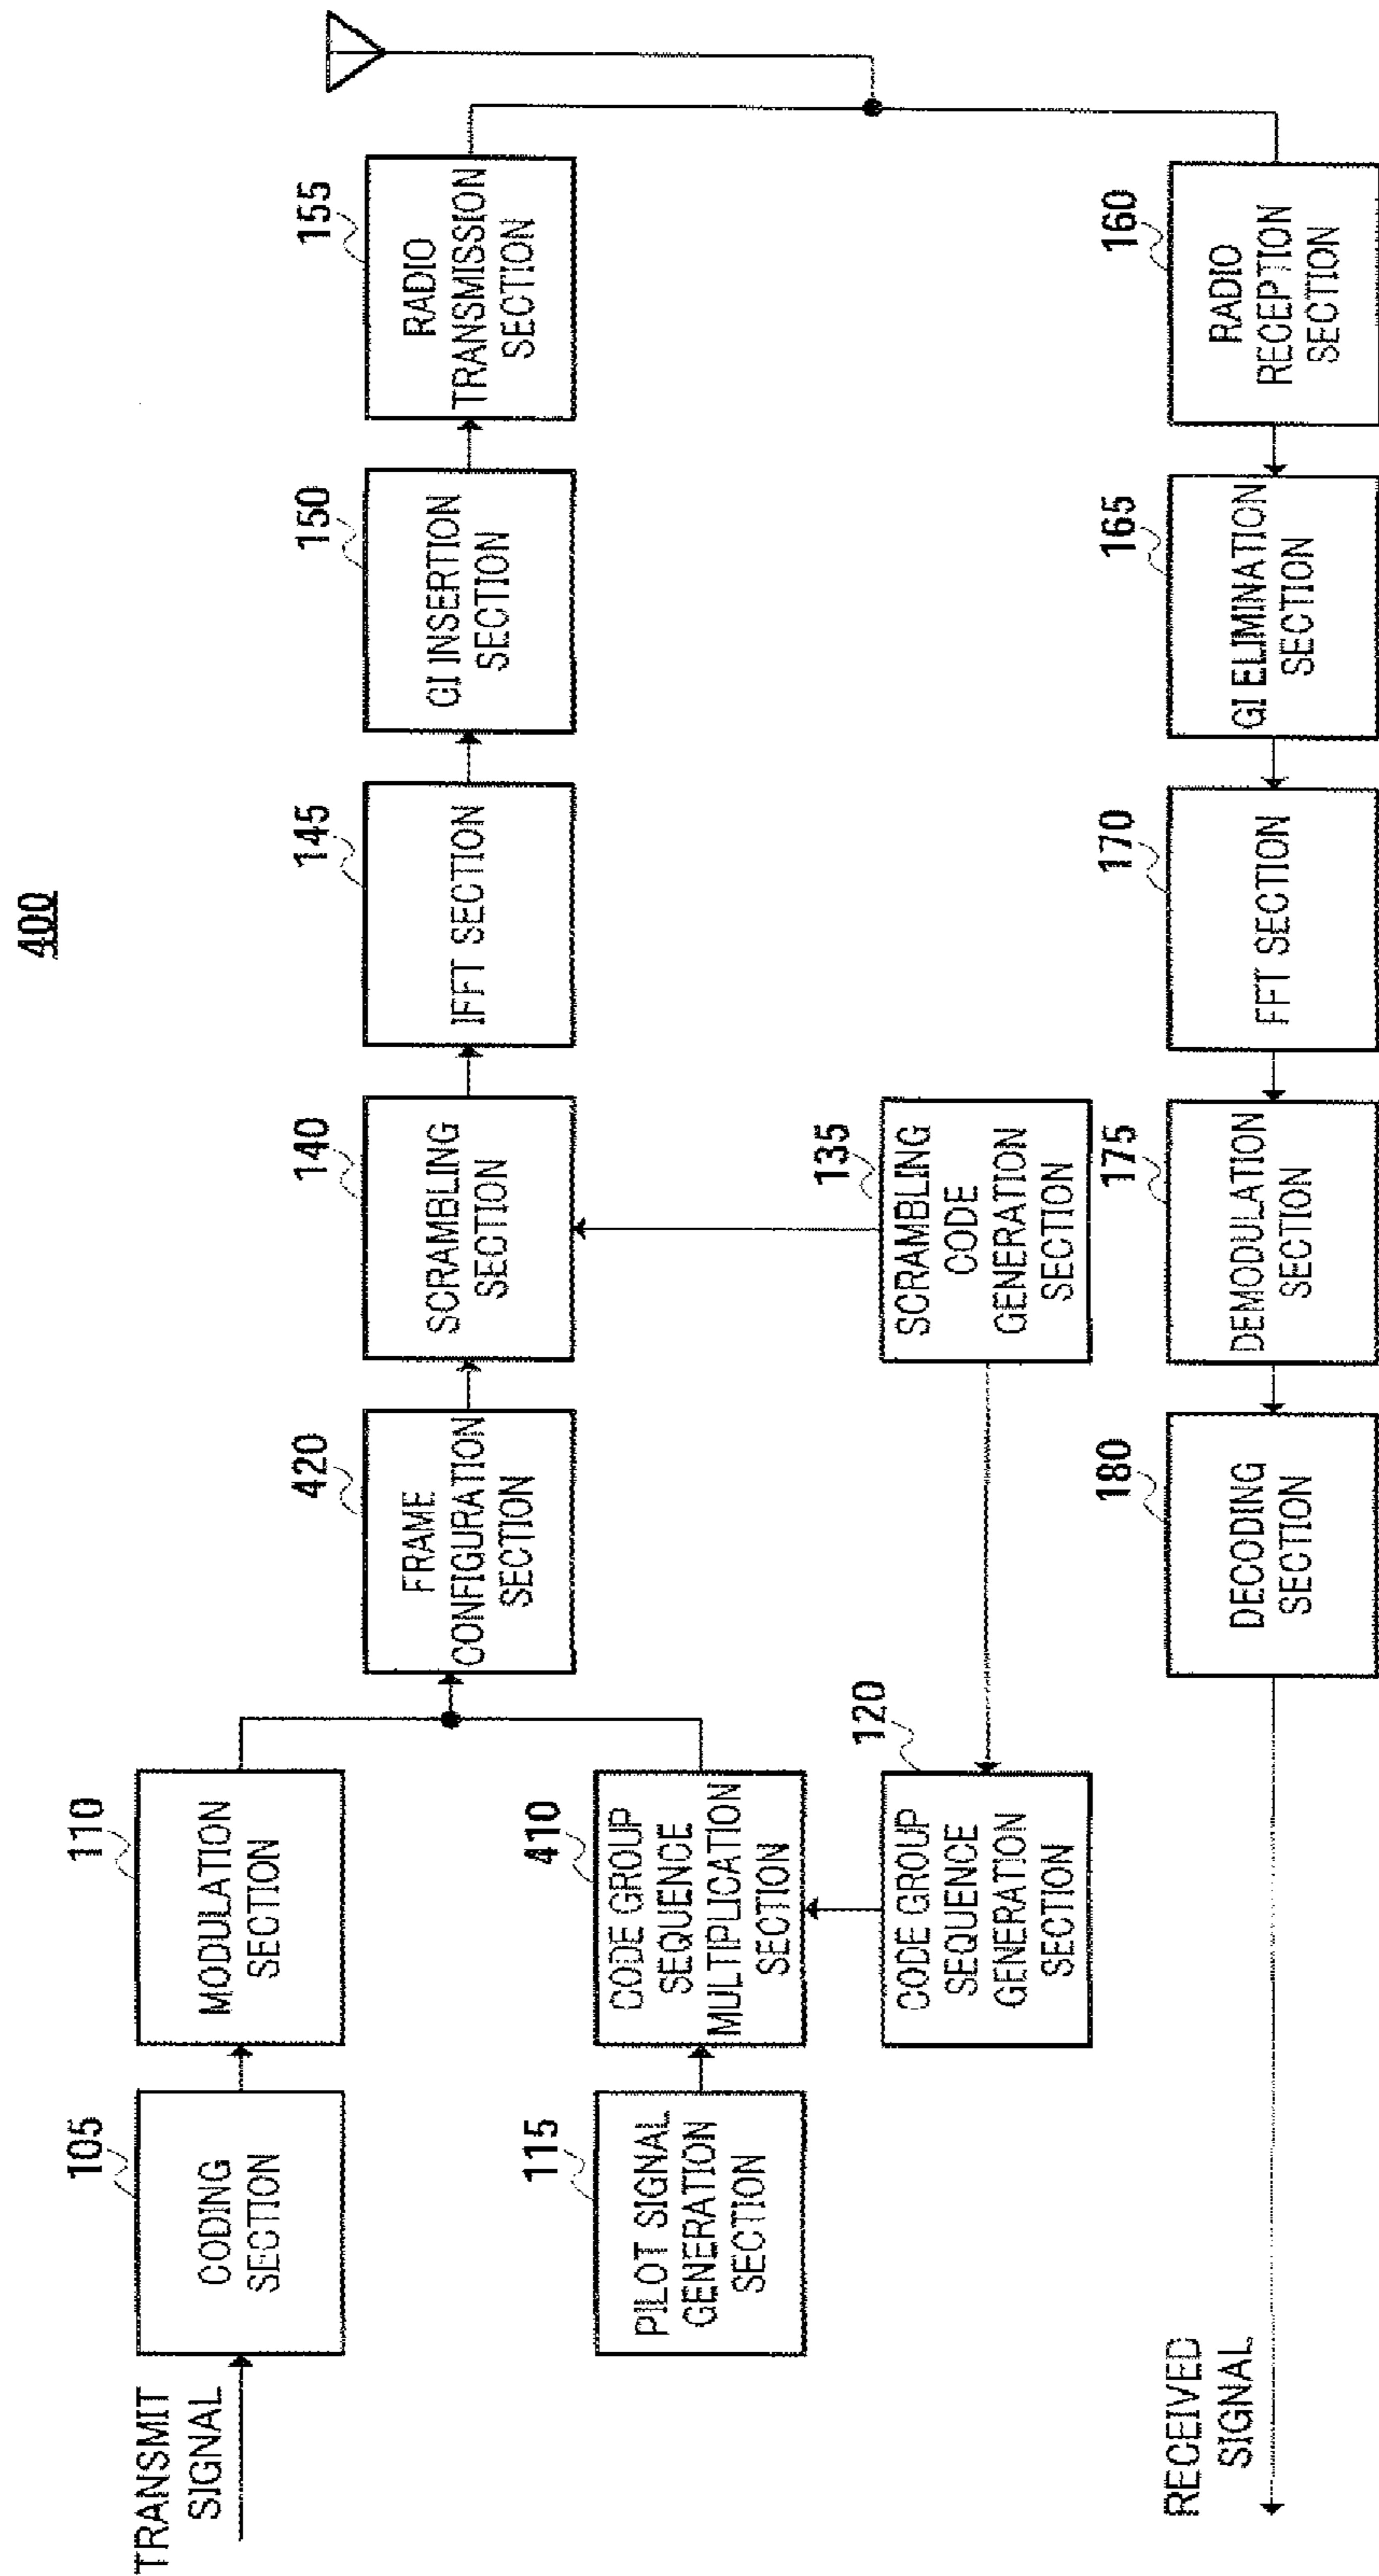 400
TRANSMIT
SIGNAL
105
CODING
SECTION
110
MODULATION
SECTION
115
PILOT SIGNAL
GENERATION
SECTION
410
CODE GROUP
SEQUENCE
MULTIPLICATION
SECTION
120
CODE GROUP
SEQUENCE
GENERATION
SECTION
420
FRAME
CONFIGURATION
SECTION
140
SCRAMBLING
SECTION
135
SCRAMBLING
CODE
GENERATION
SECTION
145
IFFT SECTION
150
GI INSERTION
SECTION
155
RADIO
TRANSMISSION
SECTION
160
RADIO
RECEPTION
SECTION
165
GI ELIMINATION
SECTION
170
FFT SECTION
175
DEMODULATION
SECTION
180
DECODING
SECTION
RECEIVED
SIGNAL